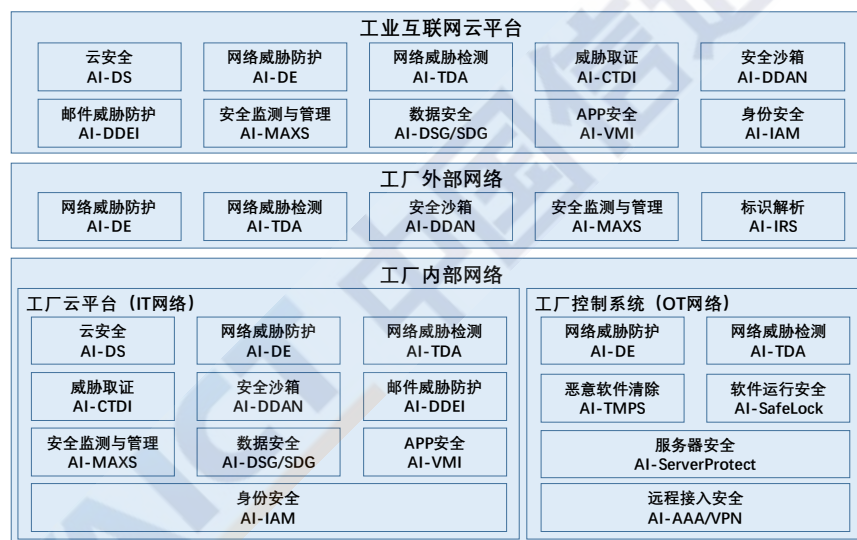 工业互联网云平台
云安全
AI-DS
网络威胁防护
AI-DE
网络威胁检测
AI-TDA
威胁取证
AI-CTDI
安全沙箱
AI-DDAN
邮件威胁防护
AI-DDEI
安全监测与管理
AI-MAXS
数据安全
AI-DSG/SDG
APP安全
AI-VMI
身份安全
AI-IAM
工厂外部网络
网络威胁防护
AI-DE
网络威胁检测
AI-TDA
安全沙箱
AI-DDAN
安全监测与管理
AI-MAXS
标识解析
AI-IRS
工厂内部网络
工厂云平台（IT网络）
云安全
AI-DS
网络威胁防护
AI-DE
网络威胁检测
AI-TDA
威胁取证
AI-CTDI
安全沙箱
AI-DDAN
邮件威胁防护
AI-DDEI
安全监测与管理
AI-MAXS
数据安全
AI-DSG/SDG
APP安全
AI-VMI
身份安全
AI-IAM
工厂控制系统（OT网络）
网络威胁防护
AI-DE
网络威胁检测
AI-TDA
恶意软件清除
AI-TMPS
软件运行安全
AI-SafeLock
服务器安全
AI-ServerProtect
远程接入安全
AI-AAA/VPN